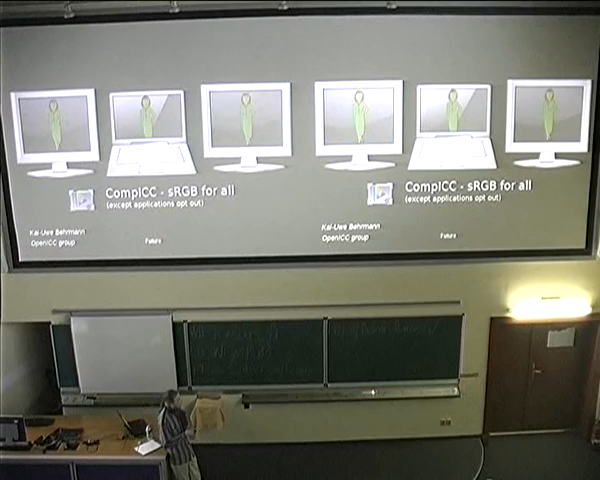 CompICC - sRGB for all
(except applications opt out)
Kai-Uwe Behrmann
OpenICC group
Future
CompICC - sRGB for all
(except applications opt out)
Kai-Uwe Behrmann
OpenICC group
Future